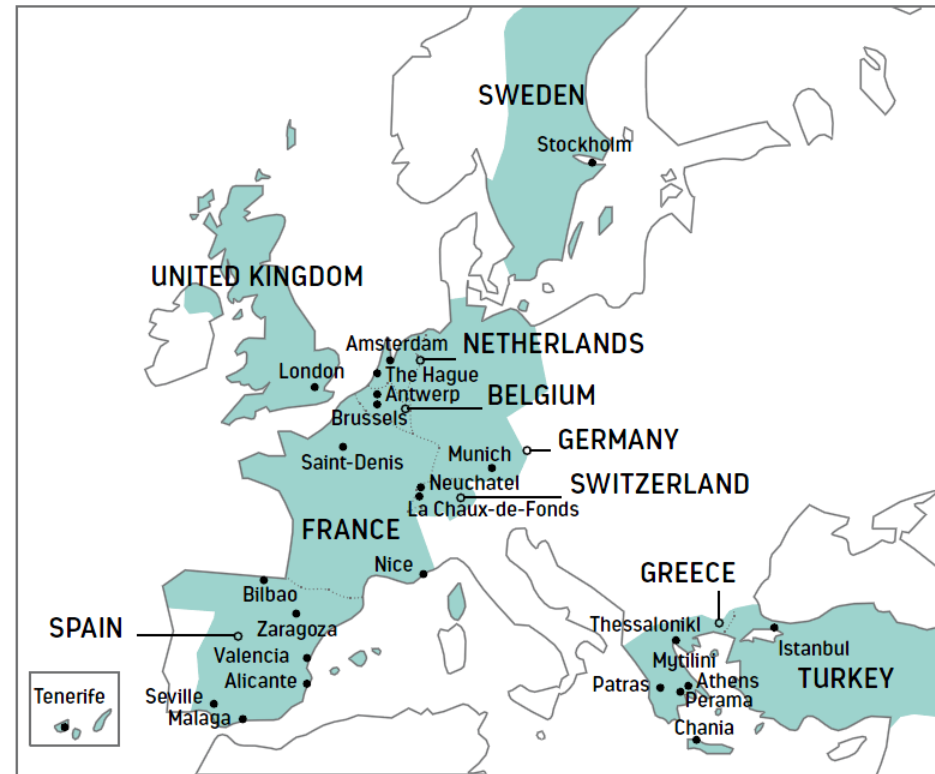 SWEDEN
Stockholm
UNITED KINGDOM
Amsterdam
NETHERLANDS
London
The Hague
Antwerp
BELGIUM
Brussels
GERMANY
Saint-Denis
Munich
Neuchatel
SWITZERLAND
La Chaux-de-Fonds
FRANCE
Nice
GREECE
Bilbao
SPAIN
Zaragoza
Thessalonikl
Istanbul
Valencia
Mytilini
Alicante
Athens
TURKEY
Patras
Perama
Tenerife
Seville
Malaga
Chania